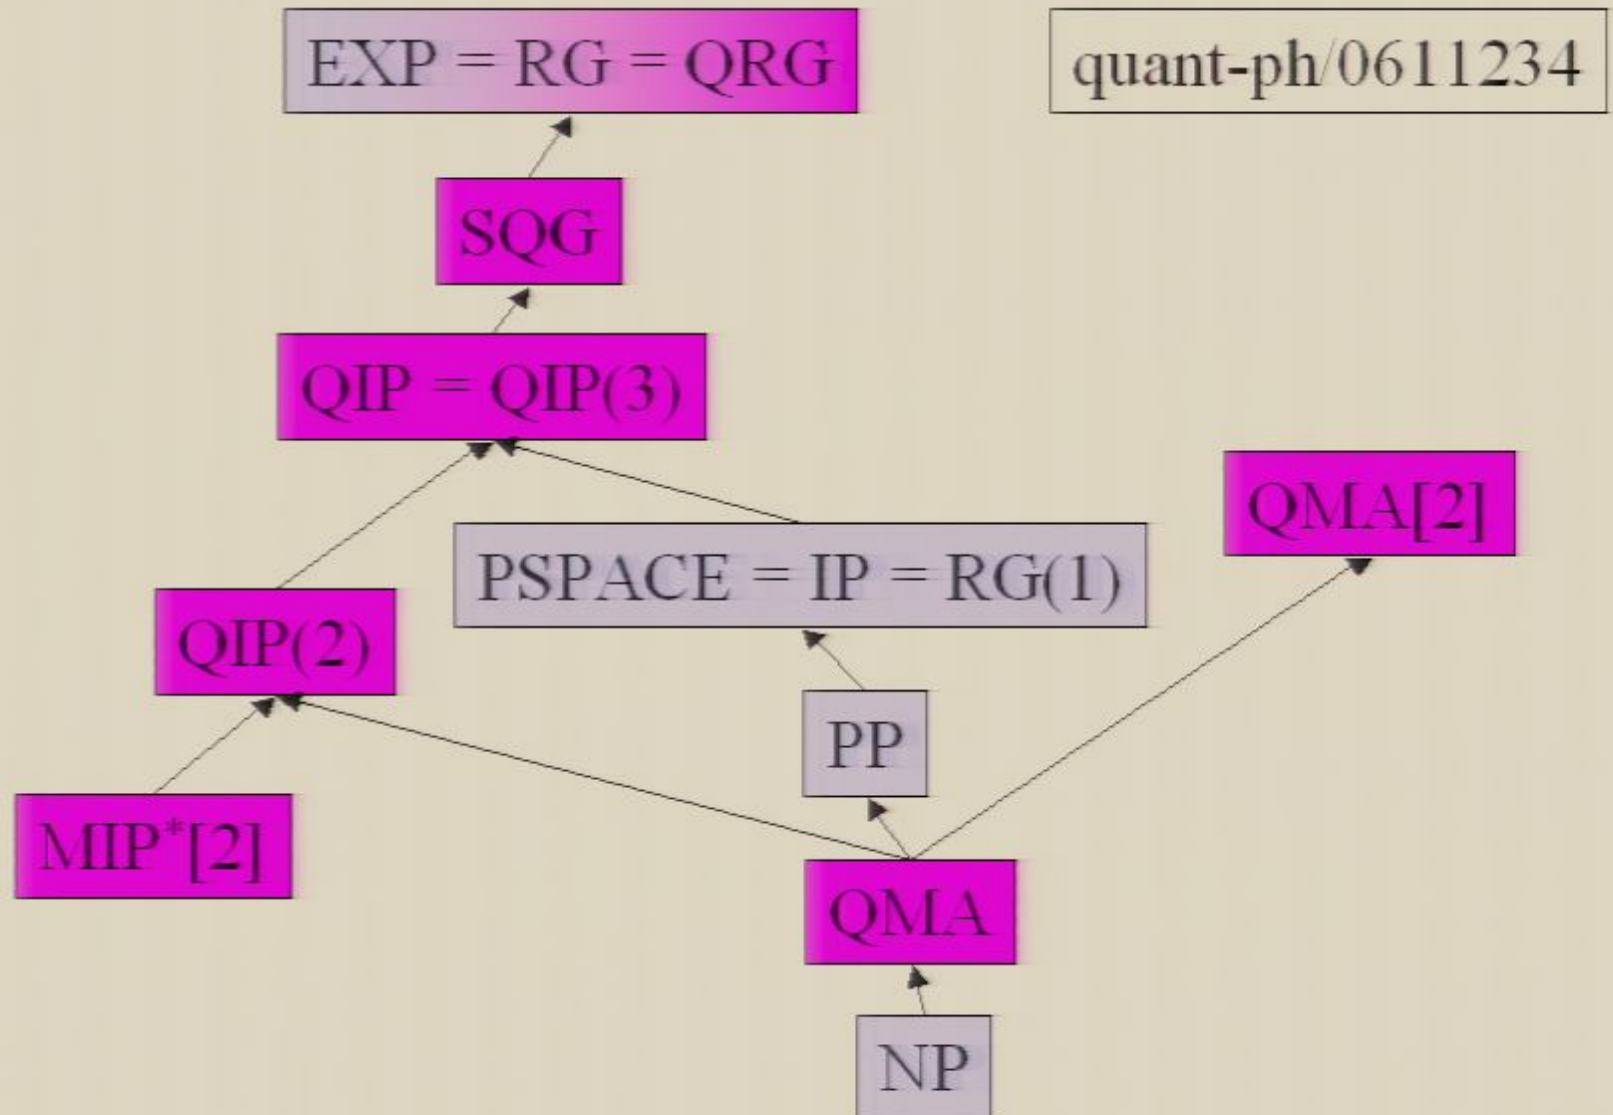 EXP = RG = QRG
quant-ph/0611234
SQG
QIP = QIP(3)
QMA[2]
PSPACE = IP = RG(1)
QIP(2)
PP
MIP*[2]
QMA
NP